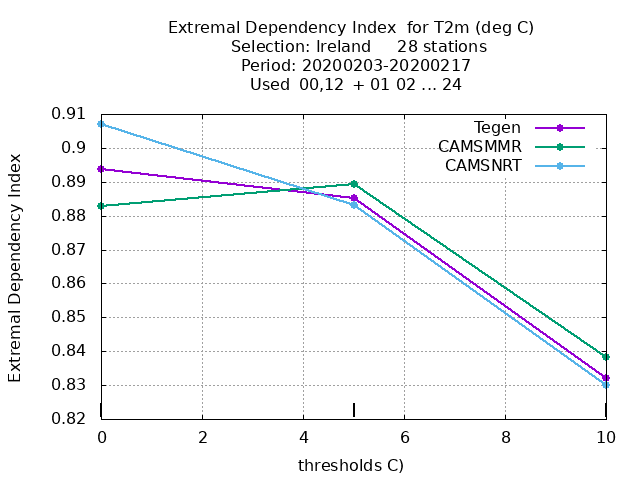 Extremal Dependency Index  for T2m (deg C)
Selection: Ireland     28 stations
Period: 20200203-20200217
Used  00,12  + 01 02 ... 24
Tegen
CAMSMMR
CAMSNRT
Extremal Dependency Index
0.91
0.9
0.89
0.88
0.87
0.86
0.85
0.84
0.83
0.82
0 2 4 6 8 10
thresholds C)